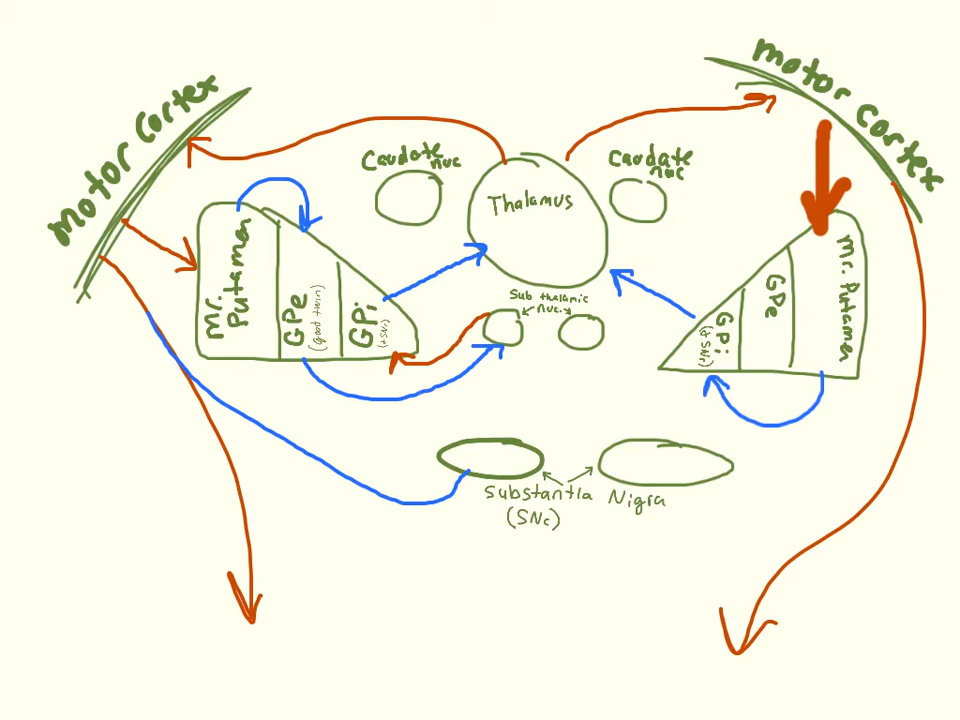 Motor Cortex
motor cortex
Caudate
nuc
Caudate
nuc
Thalamus
Mr.
Putamen
GPe
(good twin)
GPi
(+SNr)
Sub thalamic
nuc.
GPi
(+ SNr)
GPe
Mr. Putamen
Substantia Nigra
(SNc)